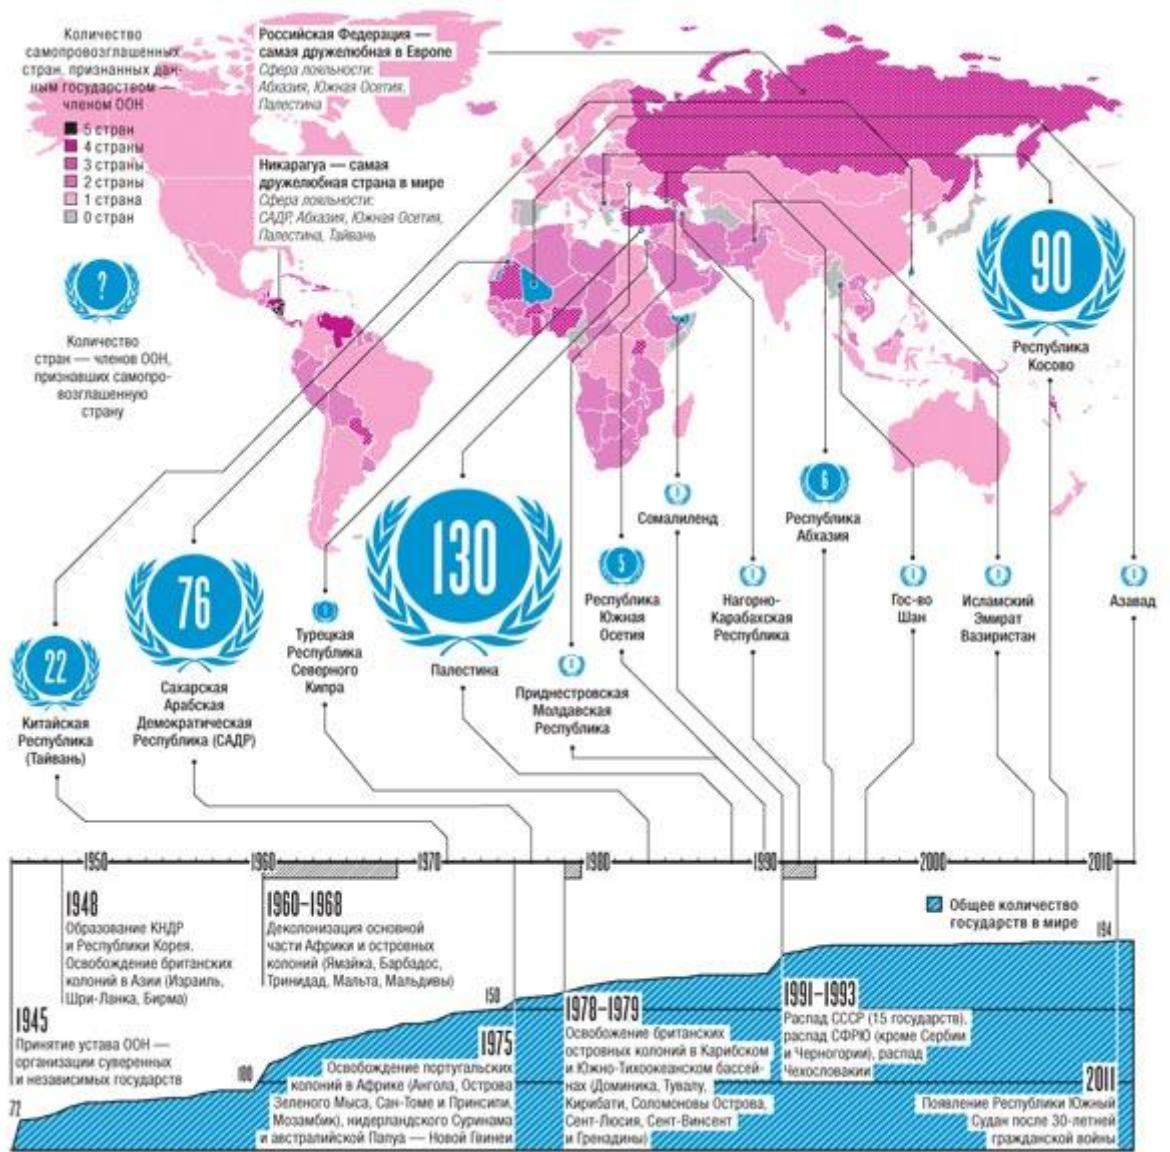 Количество
самопровозглашенных
стран, признанных дан-
ным государством —
членом ООН
5 стран
4 страны
3 страны
2 страны
1 страна
0 стран
Российская Федерация —
самая дружелюбная в Европе
Сфера лояльности:
Абхазия, Южная Осетия,
Палестина
Никарагуа — самая
дружелюбная страна в мире
Сфера лояльности:
САДР, Абхазия, Южная Осетия,
Палестина, Тайвань
?
Количество
стран — членов ООН,
признавших самопро-
возглашенную
страну
90
Республика
Косово
22
Китайская
Республика
(Тайвань)
76
Сахарская
Арабская
Демократическая
Республика (САДР)
Турецкая
Республика
Северного
Кипра
130
Палестина
Приднестровская
Молдавская
Республика
5
Республика
Южная
Осетия
Сомалиленд
Нагорно-
Карабахская
Республика
6
Республика
Абхазия
Гос-во
Шан
Исламский
Эмират
Вазиристан
Азавад
1950
1960
1970
1980
1990
2000
2010
1948
Образование КНДР
и Республики Корея.
Освобождение британских
колоний в Азии (Израиль,
Шри-Ланка, Бирма)
1960–1968
Деколонизация основной
части Африки и островных
колоний (Ямайка, Барбадос,
Тринидад, Мальта, Мальдивы)
Общее количество
государств в мире
194
150
100
72
1945
Принятие устава ООН —
организации суверенных
и независимых государств
1975
Освобождение португальских
колоний в Африке (Ангола, Острова
Зеленого Мыса, Сан-Томе и Принсипи,
Мозамбик), нидерландского Суринама
и австралийской Папуа — Новой Гвинеи
1978–1979
Освобожение британских
островных колоний в Карибском
и Южно-Тихоокеанском бассей-
нах (Доминика, Тувалу,
Кирибати, Соломоновы Острова,
Сент-Люсия, Сент-Винсент
и Гренадины)
1991–1993
Распад СССР (15 государств),
распад СФРЮ (кроме Сербии
и Черногории), распад
Чехословакии
2011
Появление Республики Южный
Судан после 30-летней
гражданской войны